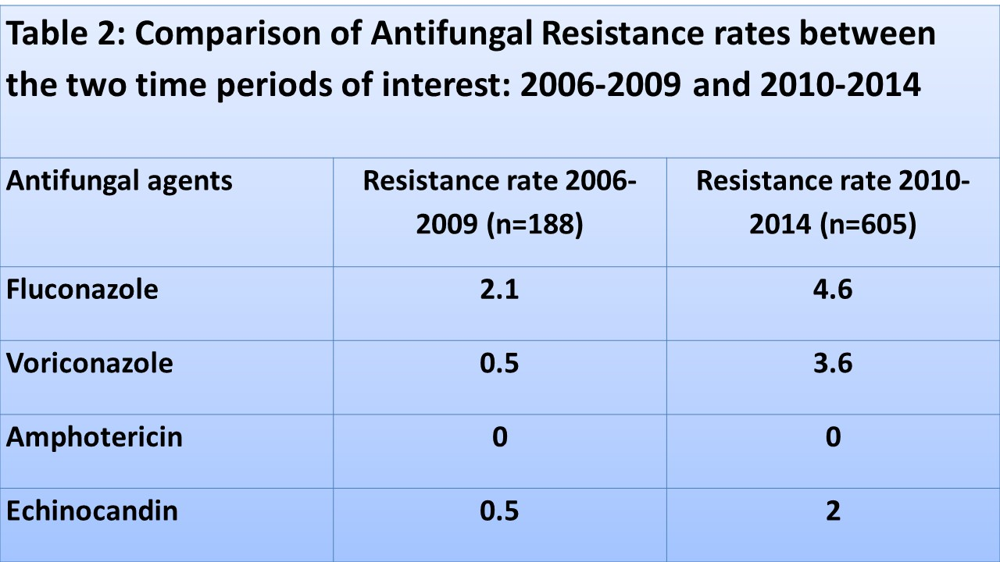 Table 2: Comparison of Antifungal Resistance rates between
the two time periods of interest: 2006-2009 and 2010-2014
Antifungal agents
Resistance rate 2006-
2009 (n=188)
Resistance rate 2010-
2014 (n=605)
Fluconazole
2.1
4.6
Voriconazole
0.5
3.6
Amphotericin
0
0
Echinocandin
0.5
2